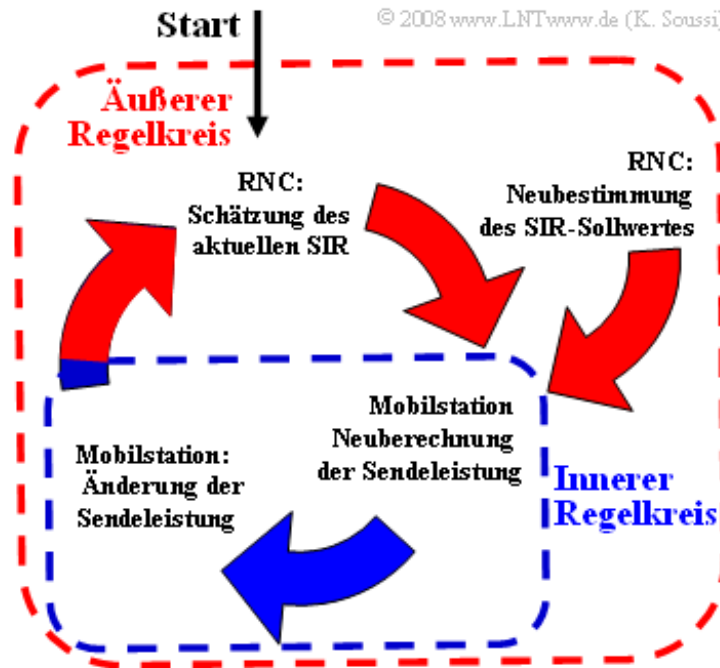 © 2008 www.LNTwww.de (K. Soussi)
Start
Äußerer
Regelkreis
RNC:
Schätzung des
aktuellen SIR
RNC:
Neubestimmung
des SIR-Sollwertes
Mobilstation
Neuberechnung
der Sendeleistung
Mobilstation:
Änderung der
Sendeleistung
Innerer
Regelkreis